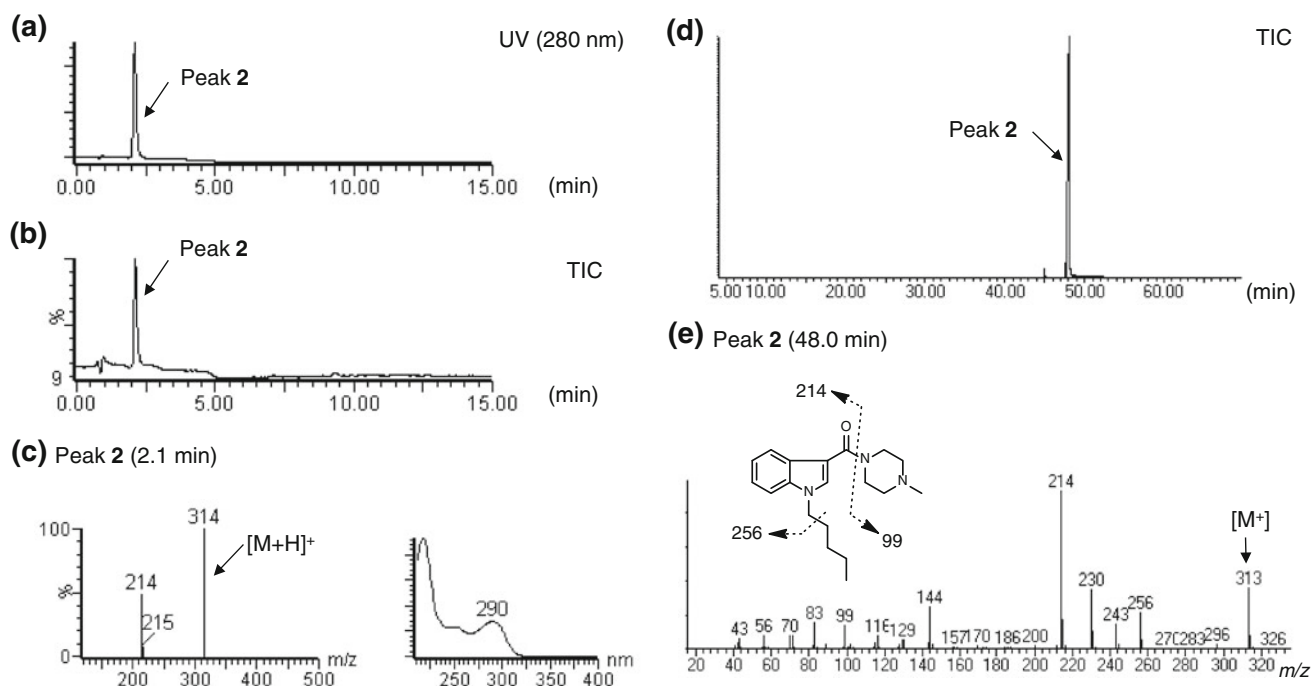 (a)
UV (280 nm)
Peak 2
0.00 5.00 10.00 15.00
(min)
(b)
TIC
Peak 2
%
9
0.00 5.00 10.00 15.00
(min)
(c) Peak 2 (2.1 min)
314
[M+H]+
100
214
215
%
0
200 300 400 500 m/z
290
250 300 350 400 nm
(d)
TIC
Peak 2
5.00 10.00 20.00 30.00 40.00 50.00 60.00
(min)
(e) Peak 2 (48.0 min)
214
O
N
N
N
256
99
214
[M+]
313
230
144
256
243
83
99
43 56 70 116 129 157 170 186 200 270 283 296 326
20 40 60 80 100 120 140 160 180 200 220 240 260 280 300 320 m/z